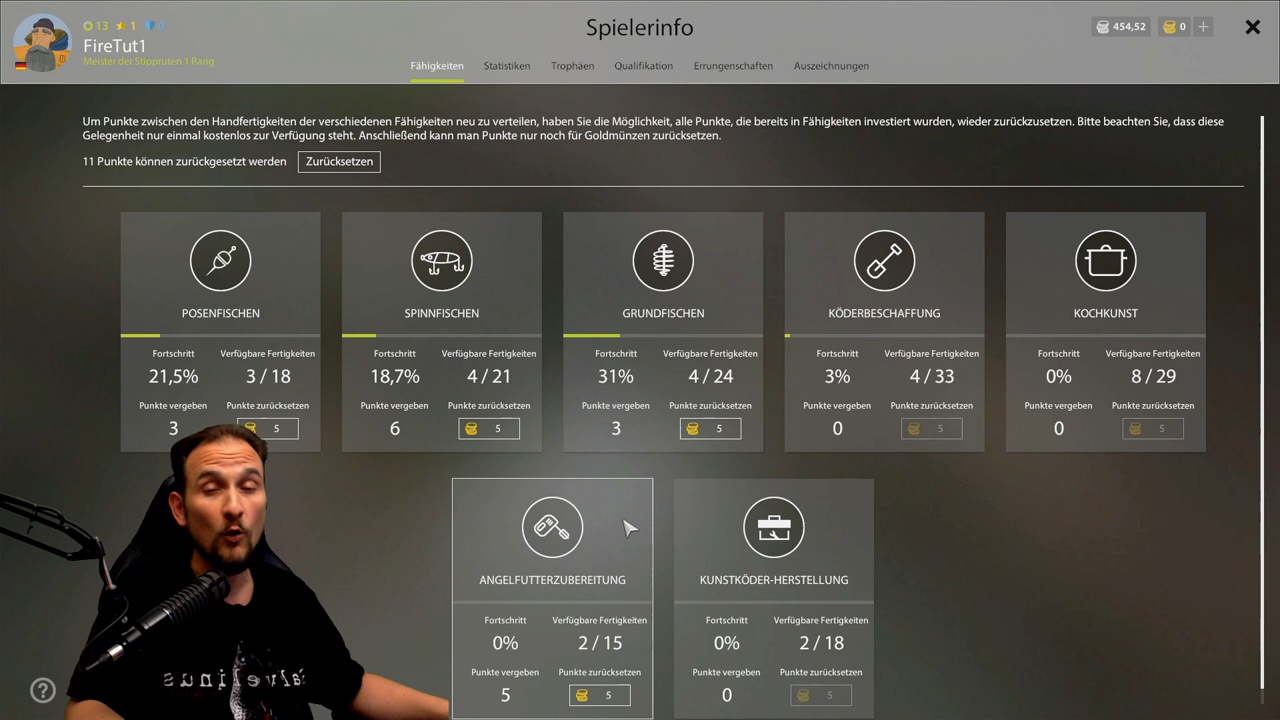 13 1 0
FireTut1
Meister der Stippruten 1 Rang
Spielerinfo
454,52 0
Fähigkeiten Statistiken Trophäen Qualifikation Errungenschaften Auszeichnungen
Um Punkte zwischen den Handfertigkeiten der verschiedenen Fähigkeiten neu zu verteilen, haben Sie die Möglichkeit, alle Punkte, die bereits in Fähigkeiten investiert wurden, wieder zurückzusetzen. Bitte beachten Sie, dass diese
Gelegenheit nur einmal kostenlos zur Verfügung steht. Anschließend kann man Punkte nur noch für Goldmünzen zurücksetzen.
11 Punkte können zurückgesetzt werden Zurücksetzen
POSENFISCHEN
Fortschritt Verfügbare Fertigkeiten
21,5% 3 / 18
Punkte vergeben Punkte zurücksetzen
3 5
SPINNFISCHEN
Fortschritt Verfügbare Fertigkeiten
18,7% 4 / 21
Punkte vergeben Punkte zurücksetzen
6 5
GRUNDFISCHEN
Fortschritt Verfügbare Fertigkeiten
31% 4 / 24
Punkte vergeben Punkte zurücksetzen
3 5
KÖDERBESCHAFFUNG
Fortschritt Verfügbare Fertigkeiten
3% 4 / 33
Punkte vergeben Punkte zurücksetzen
0 5
KOCHKUNST
Fortschritt Verfügbare Fertigkeiten
0% 8 / 29
Punkte vergeben Punkte zurücksetzen
0 5
ANGELFUTTERZUBEREITUNG
Fortschritt Verfügbare Fertigkeiten
0% 2 / 15
Punkte vergeben Punkte zurücksetzen
5 5
KUNSTKÖDER-HERSTELLUNG
Fortschritt Verfügbare Fertigkeiten
0% 2 / 18
Punkte vergeben Punkte zurücksetzen
0 5
?